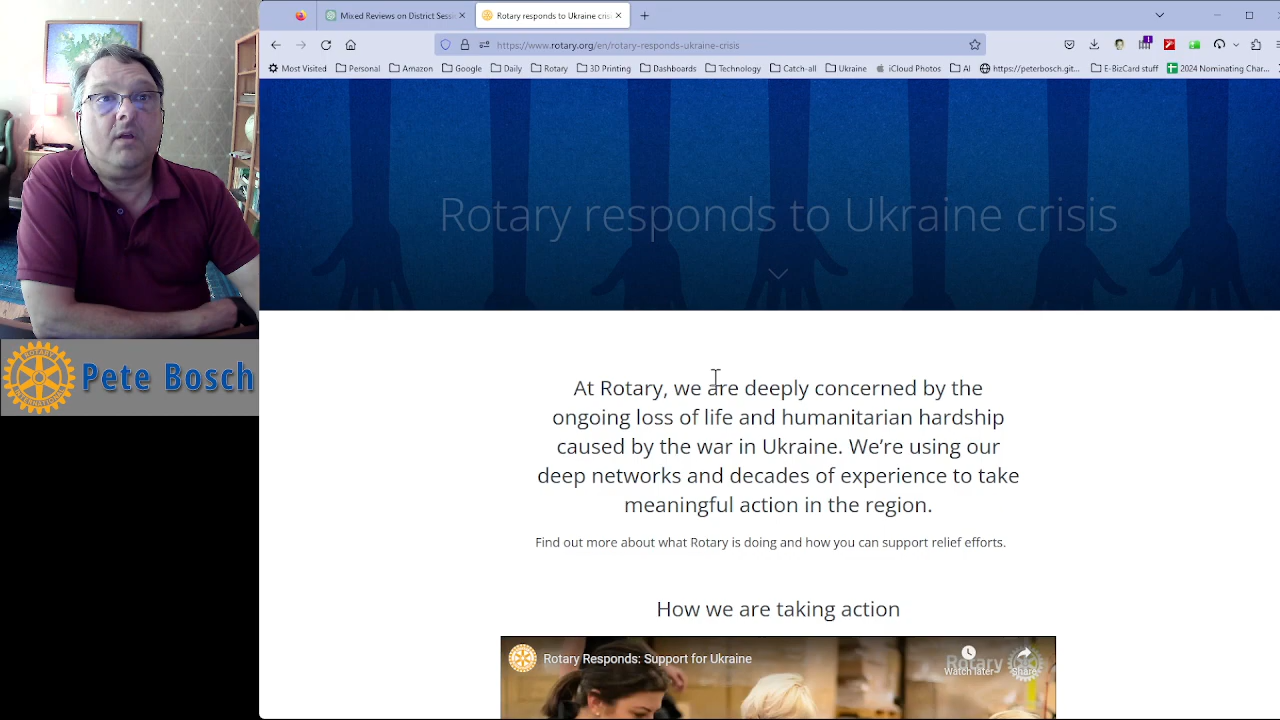 Mixed Reviews on District Sessi
Rotary responds to Ukraine cris
https://www.rotary.org/en/rotary-responds-ukraine-crisis
Most Visited
Personal
Amazon
Google
Daily
Rotary
3D Printing
Dashboards
Technology
Catch-all
Ukraine
iCloud Photos
AI
https://peterbosch.git...
E-BizCard stuff
2024 Nominating Char...
Rotary responds to Ukraine crisis
ROTARY
INTERNATIONAL
Pete Bosch
At Rotary, we are deeply concerned by the
ongoing loss of life and humanitarian hardship
caused by the war in Ukraine. We're using our
deep networks and decades of experience to take
meaningful action in the region.
Find out more about what Rotary is doing and how you can support relief efforts.
How we are taking action
Rotary Responds: Support for Ukraine
Rotary
Watch later
Share